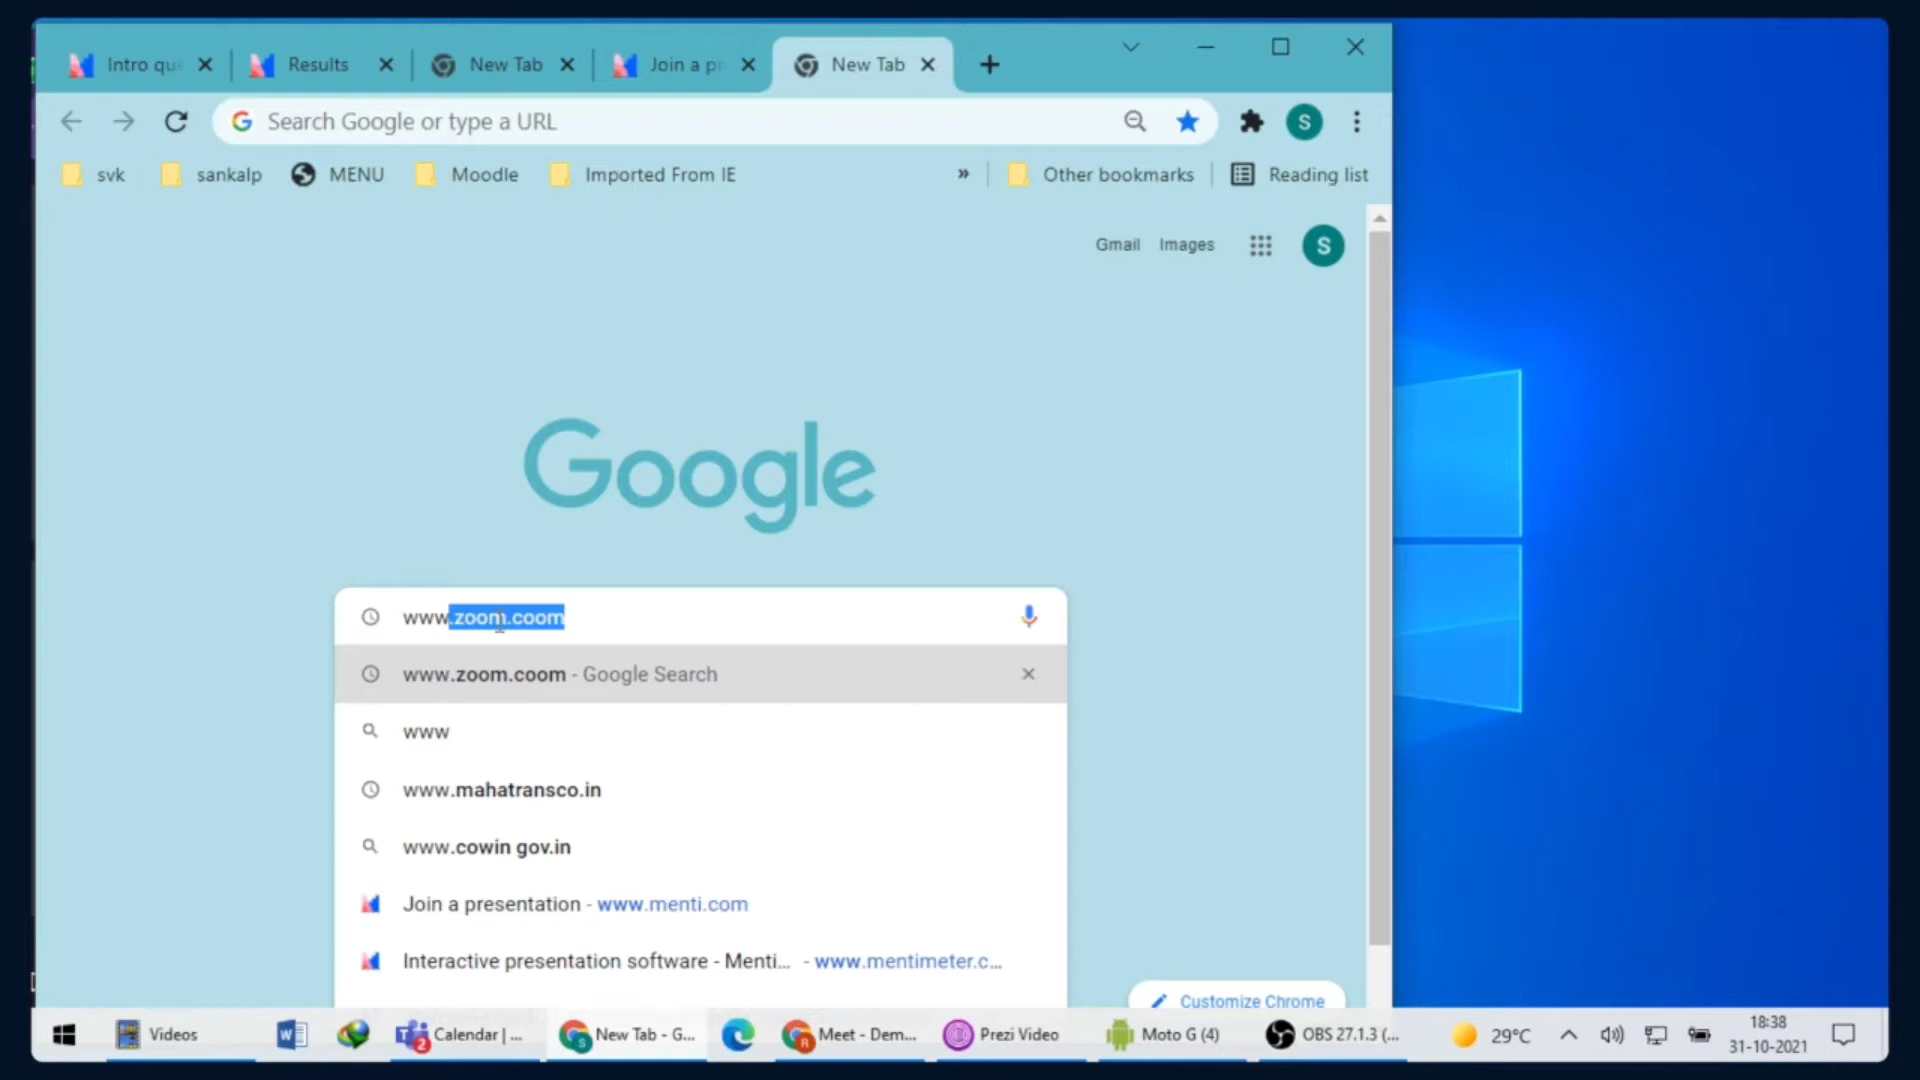 Intro que
Results
New Tab
Join a pr
New Tab
Search Google or type a URL
S
svk
sankalp
MENU
Moodle
Imported From IE
»
Other bookmarks
Reading list
Gmail
Images
S
Google
www.zoom.coom
www.zoom.coom - Google Search
www
www.mahatransco.in
www.cowin gov.in
Join a presentation - www.menti.com
Interactive presentation software - Menti... - www.mentimeter.c...
Customize Chrome
Videos
Calendar | ...
New Tab - G...
Meet - Dem...
Prezi Video
Moto G (4)
OBS 27.1.3 (...
29°C
18:38
31-10-2021